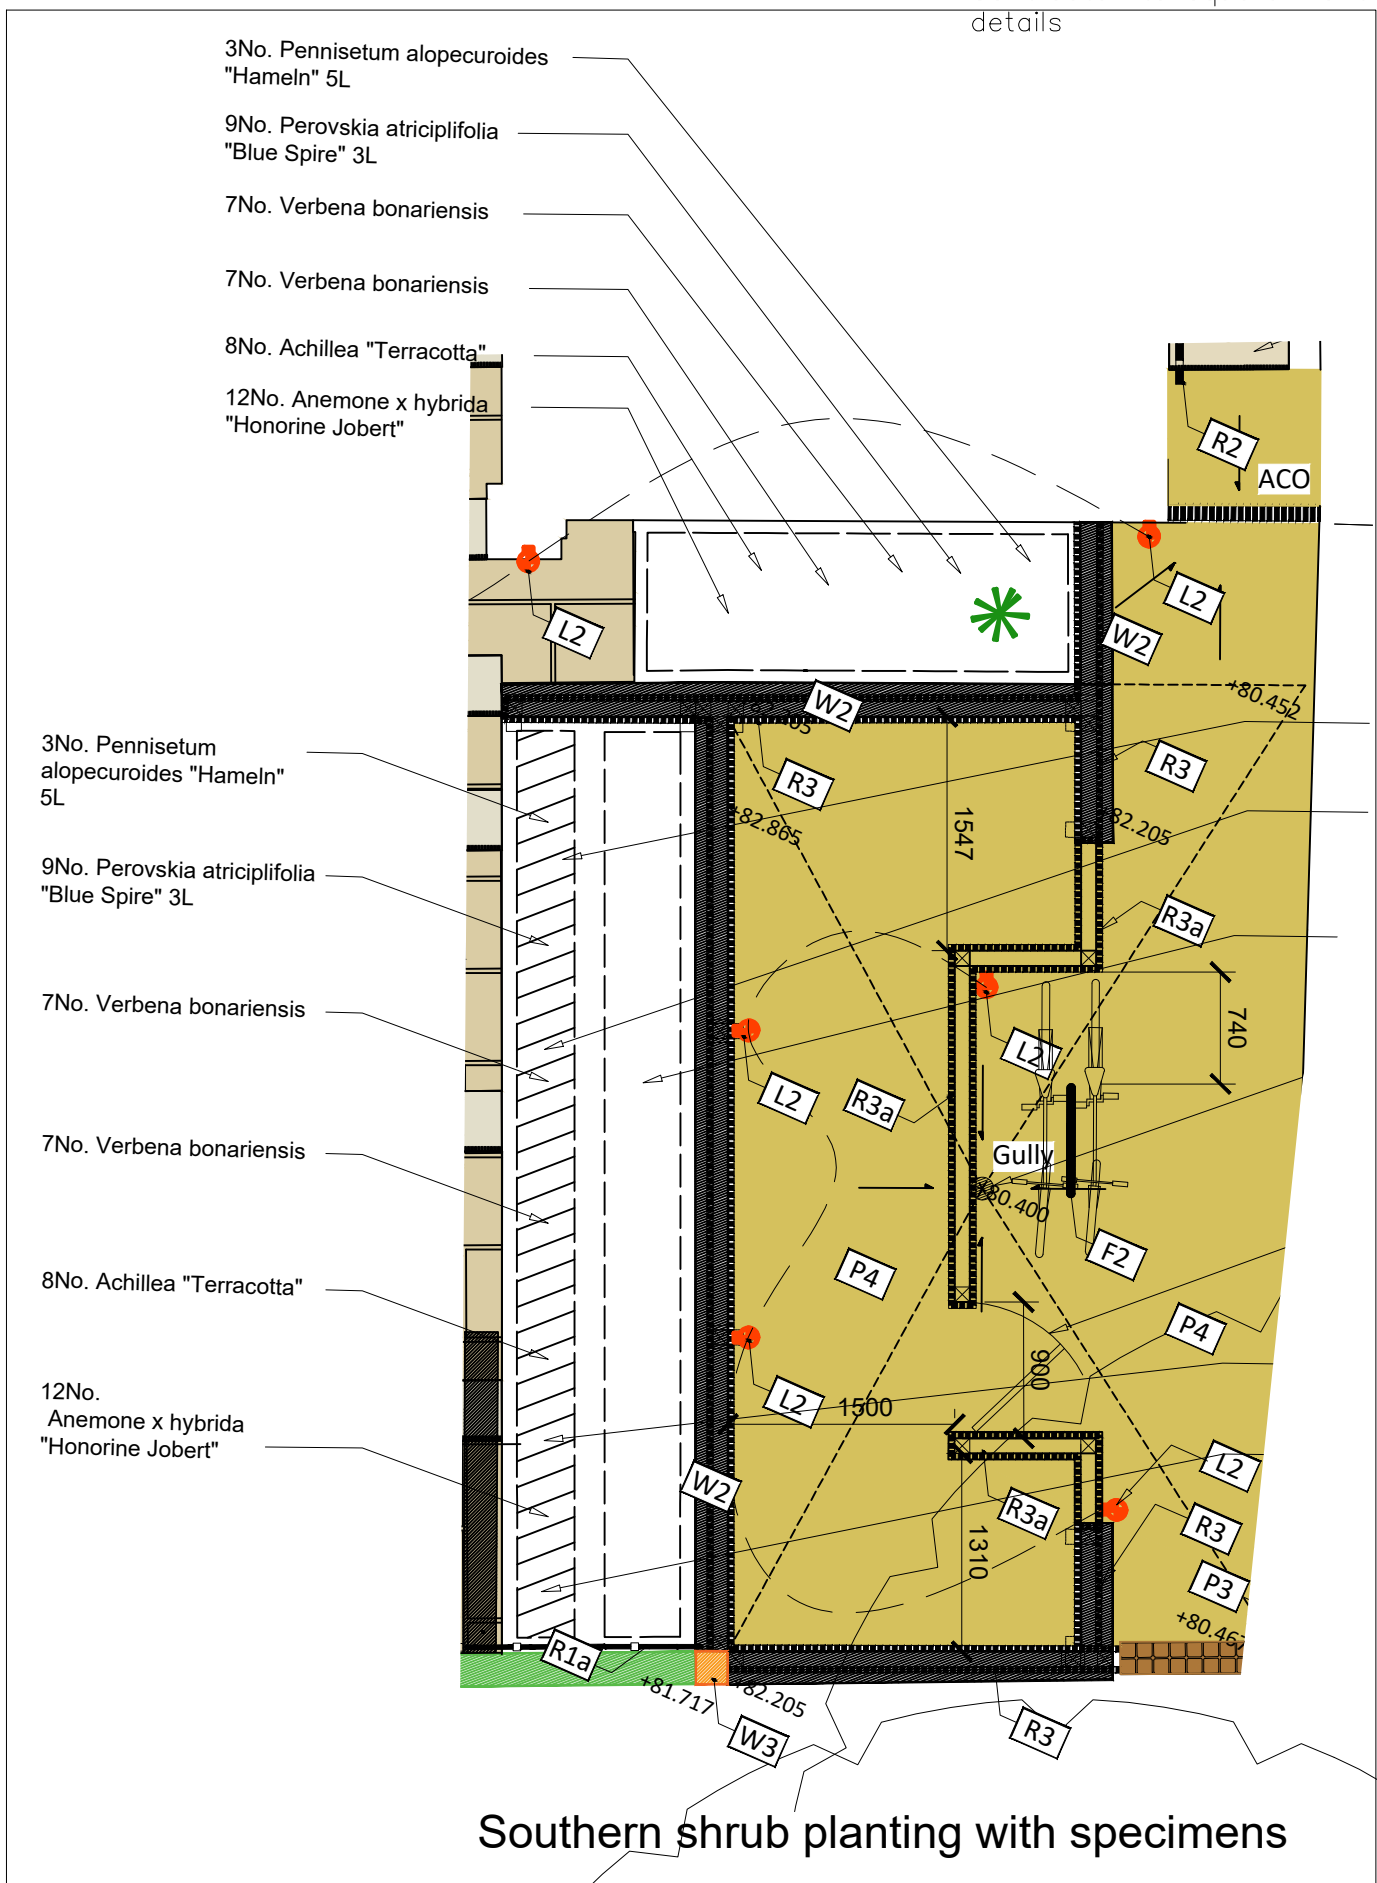 details
3No. Pennisetum alopecuroides
"Hameln" 5L
9No. Perovskia atriciplifolia
"Blue Spire" 3L
7No. Verbena bonariensis
7No. Verbena bonariensis
8No. Achillea "Terracotta"
12No. Anemone x hybrida
"Honorine Jobert"
R2
ACO
L2
L2
W2
W2
+80.452
R3
R3
+82.865
1547
+82.205
3No. Pennisetum
alopecuroides "Hameln"
5L
9No. Perovskia atriciplifolia
"Blue Spire" 3L
R3a
7No. Verbena bonariensis
740
L2
L2
R3a
7No. Verbena bonariensis
Gully
+80.400
F2
P4
8No. Achillea "Terracotta"
P4
900
12No.
Anemone x hybrida
"Honorine Jobert"
L2
1500
L2
W2
R3a
R3
1310
P3
R1a
+81.717
+82.205
W3
R3
Southern shrub planting with specimens